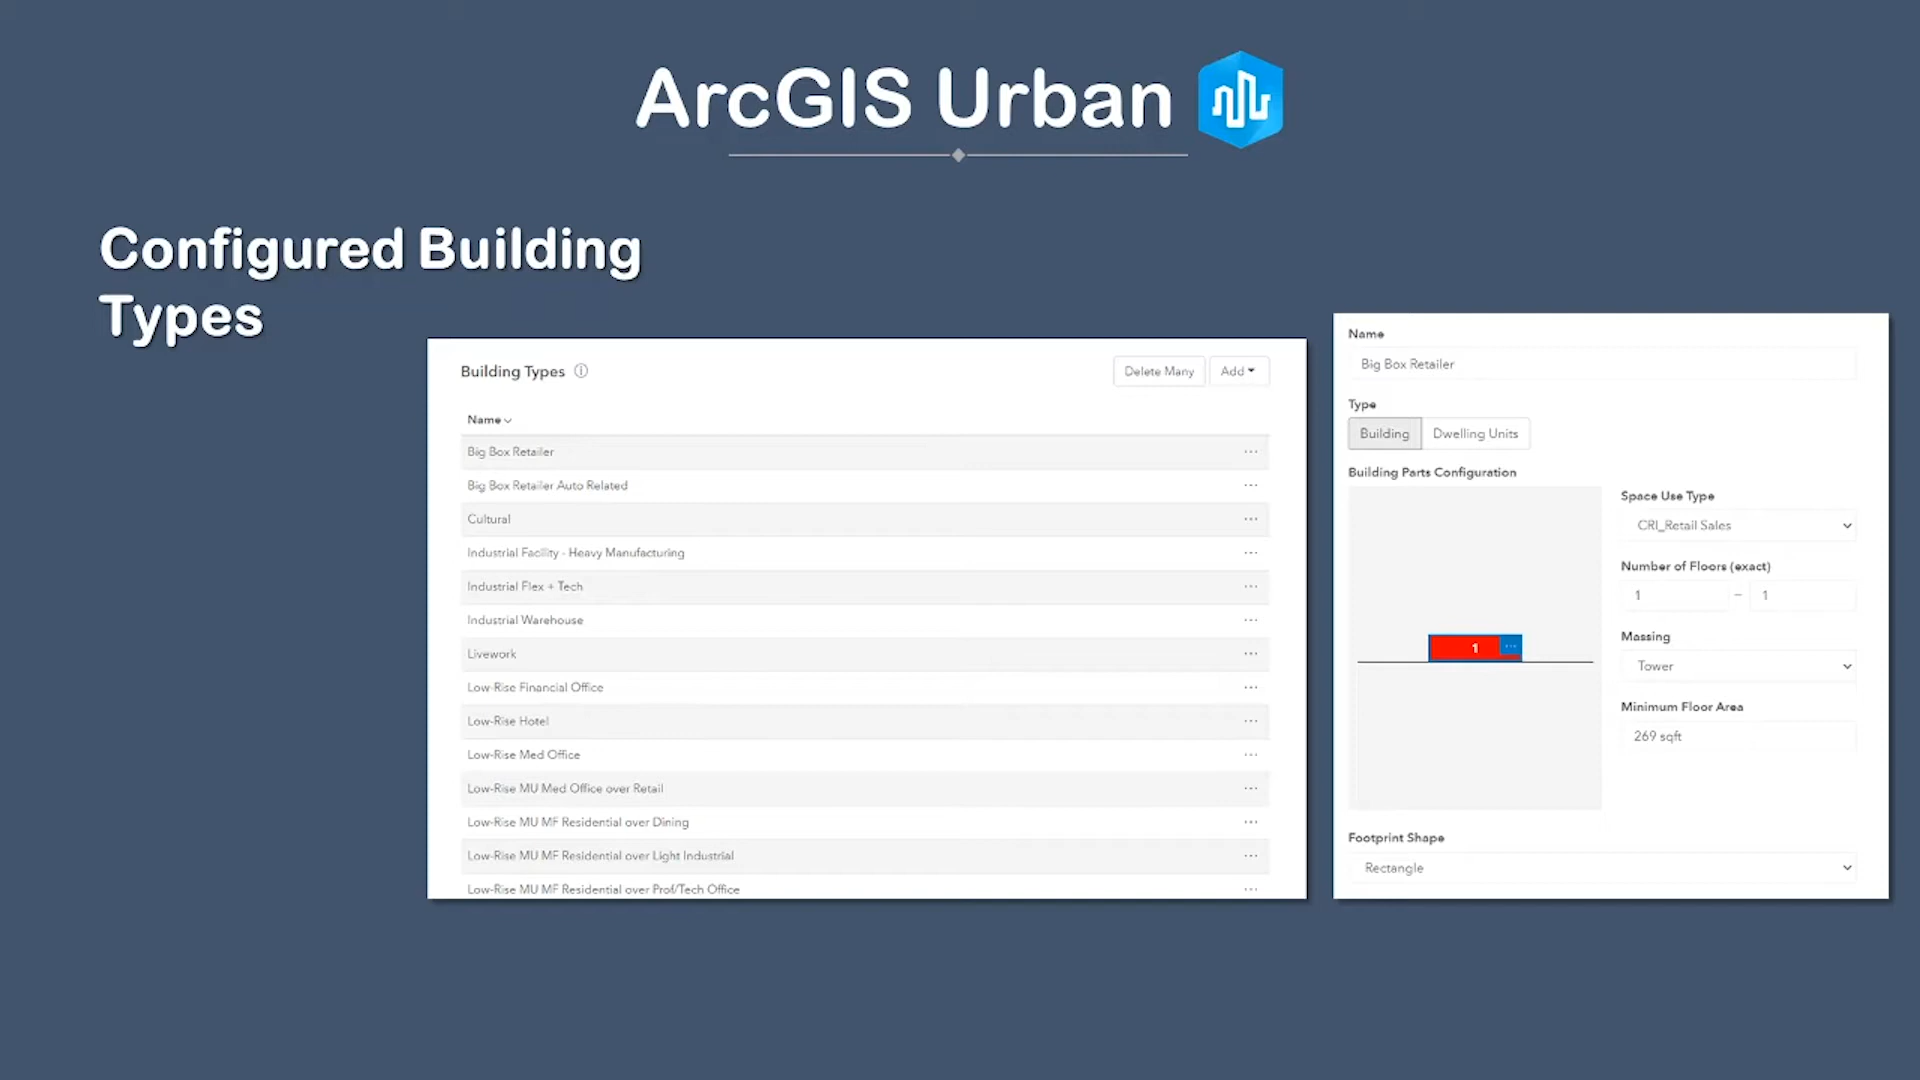 ArcGIS Urban
Configured Building
Types
Building Types
Delete Many
Add
Name
Big Box Retailer
Big Box Retailer Auto Related
Cultural
Industrial Facility - Heavy Manufacturing
Industrial Flex + Tech
Industrial Warehouse
Livework
Low-Rise Financial Office
Low-Rise Hotel
Low-Rise Med Office
Low-Rise MU Med Office over Retail
Low-Rise MU MF Residential over Dining
Low-Rise MU MF Residential over Light Industrial
Low-Rise MU MF Residential over Prof/Tech Office
Name
Big Box Retailer
Type
Building
Dwelling Units
Building Parts Configuration
1
Space Use Type
CRI_Retail Sales
Number of Floors (exact)
1 – 1
Massing
Tower
Minimum Floor Area
269 sqft
Footprint Shape
Rectangle